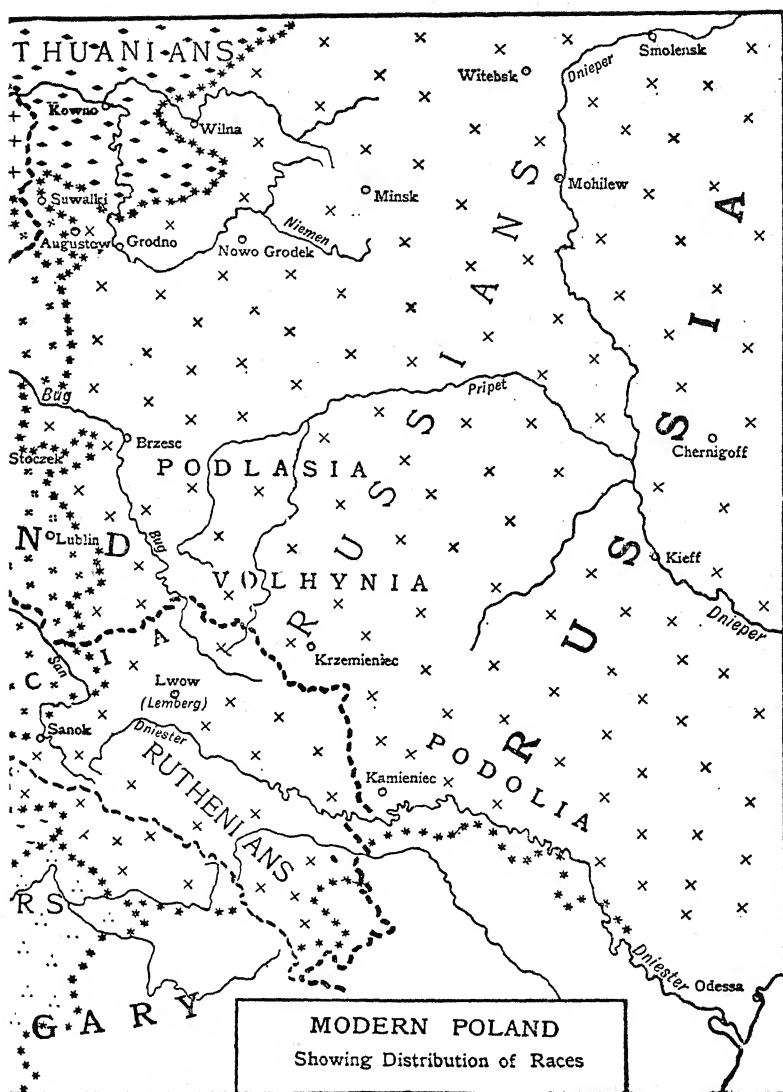 THUANIANS
Smolensk
Witebsk
Dnieper
Kowno
Wilna
Suwalki
Minsk
Mohilew
Augustow
Grodno
Nowo Grodek
Niemen
RUSSIANS
RUSSIA
Bug
Pripet
Brzesc
Chernigoff
Stoczek
PODLASIA
ND
Lublin
Bug
VOLHYNIA
Kieff
Dnieper
San
CIA
Krzemieniec
Lwow
(Lemberg)
Sanok
Dniester
PODOLIA
RUTHENIANS
Kamieniec
RS
Dniester
Odessa
GARY
MODERN POLAND
Showing Distribution of Races